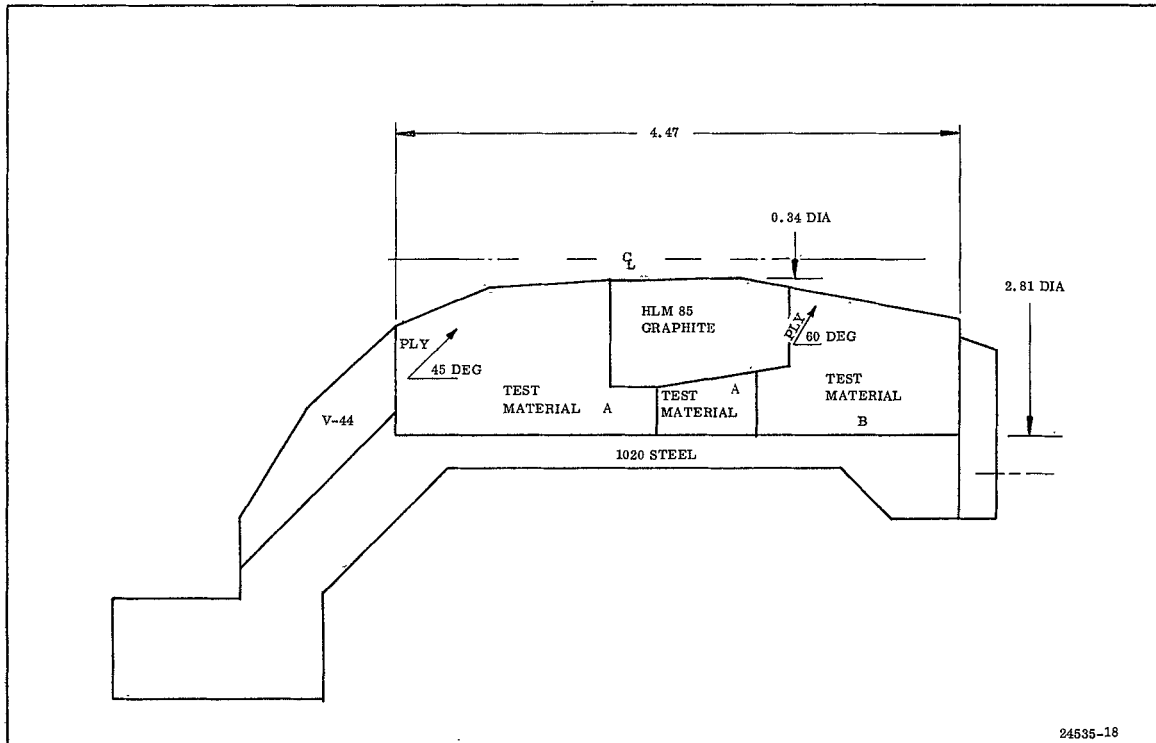 4.47
0.34 DIA
CL
2.81 DIA
HLM 85
GRAPHITE
PLY
60 DEG
PLY
45 DEG
TEST
MATERIAL A
TEST
MATERIAL
A
TEST
MATERIAL
B
V-44
1020 STEEL
24535-18